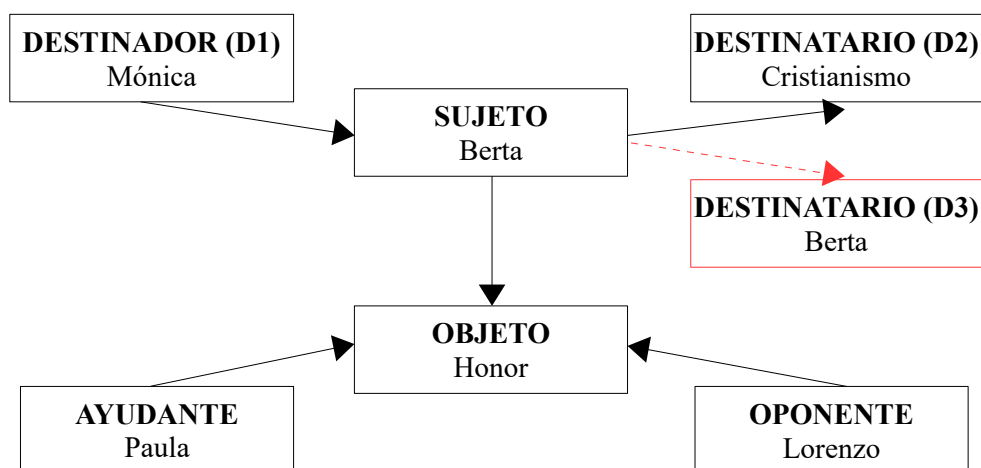 DESTINADOR (D1)
Mónica
DESTINATARIO (D2)
Cristianismo
SUJETO
Berta
DESTINATARIO (D3)
Berta
OBJETO
Honor
AYUDANTE
Paula
OPONENTE
Lorenzo